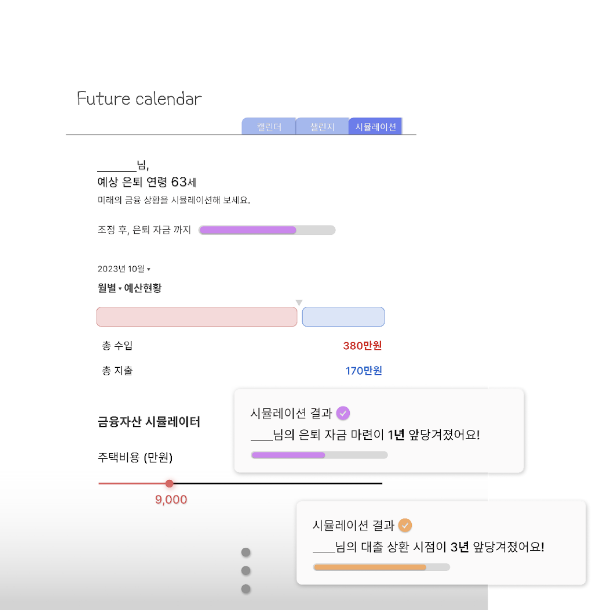 Future calendar
캘린더 챌린지 시뮬레이션
______님,
예상 은퇴 연령 63세
미래의 금융 상황을 시뮬레이션해 보세요.
조정 후, 은퇴 자금 까지
2023년 10월 ▾
월별 • 예산현황
총 수입 380만원
총 지출 170만원
금융자산 시뮬레이터
주택비용 (만원)
9,000
시뮬레이션 결과
___님의 은퇴 자금 마련이 1년 앞당겨졌어요!
시뮬레이션 결과
___님의 대출 상환 시점이 3년 앞당겨졌어요!